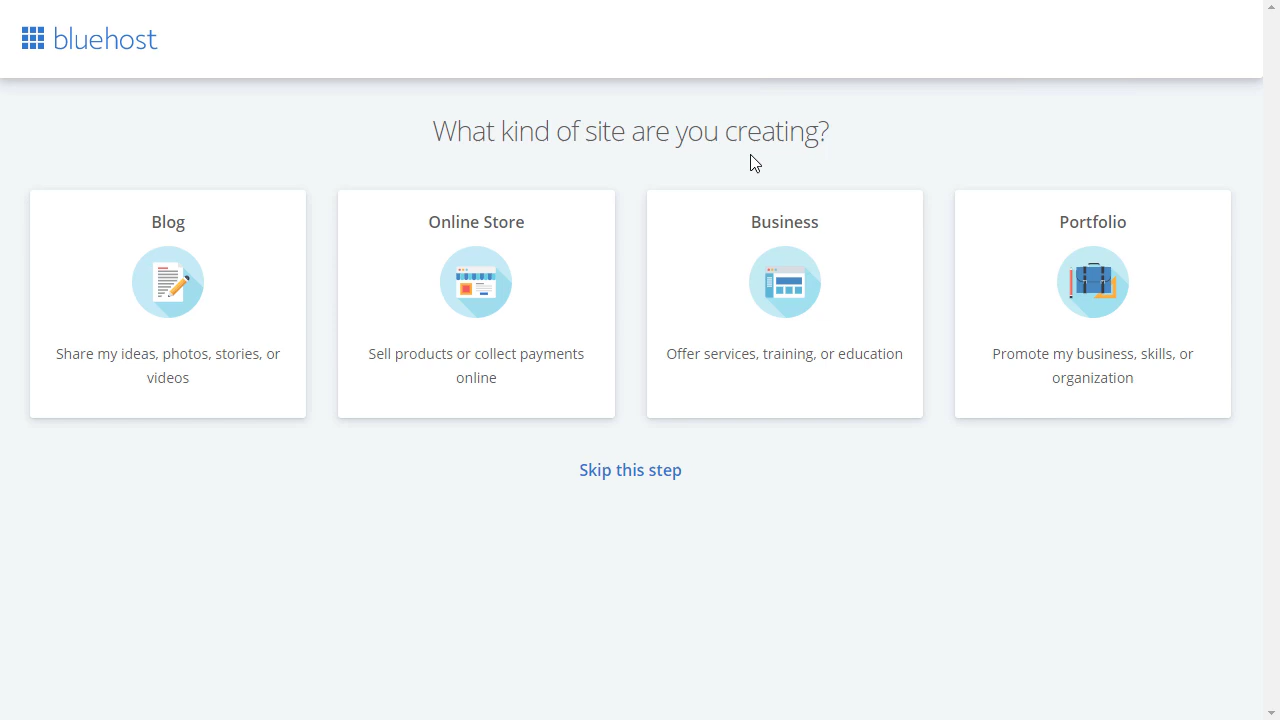 bluehost
What kind of site are you creating?
Blog
Share my ideas, photos, stories, or
videos
Online Store
Sell products or collect payments
online
Business
Offer services, training, or education
Portfolio
Promote my business, skills, or
organization
Skip this step